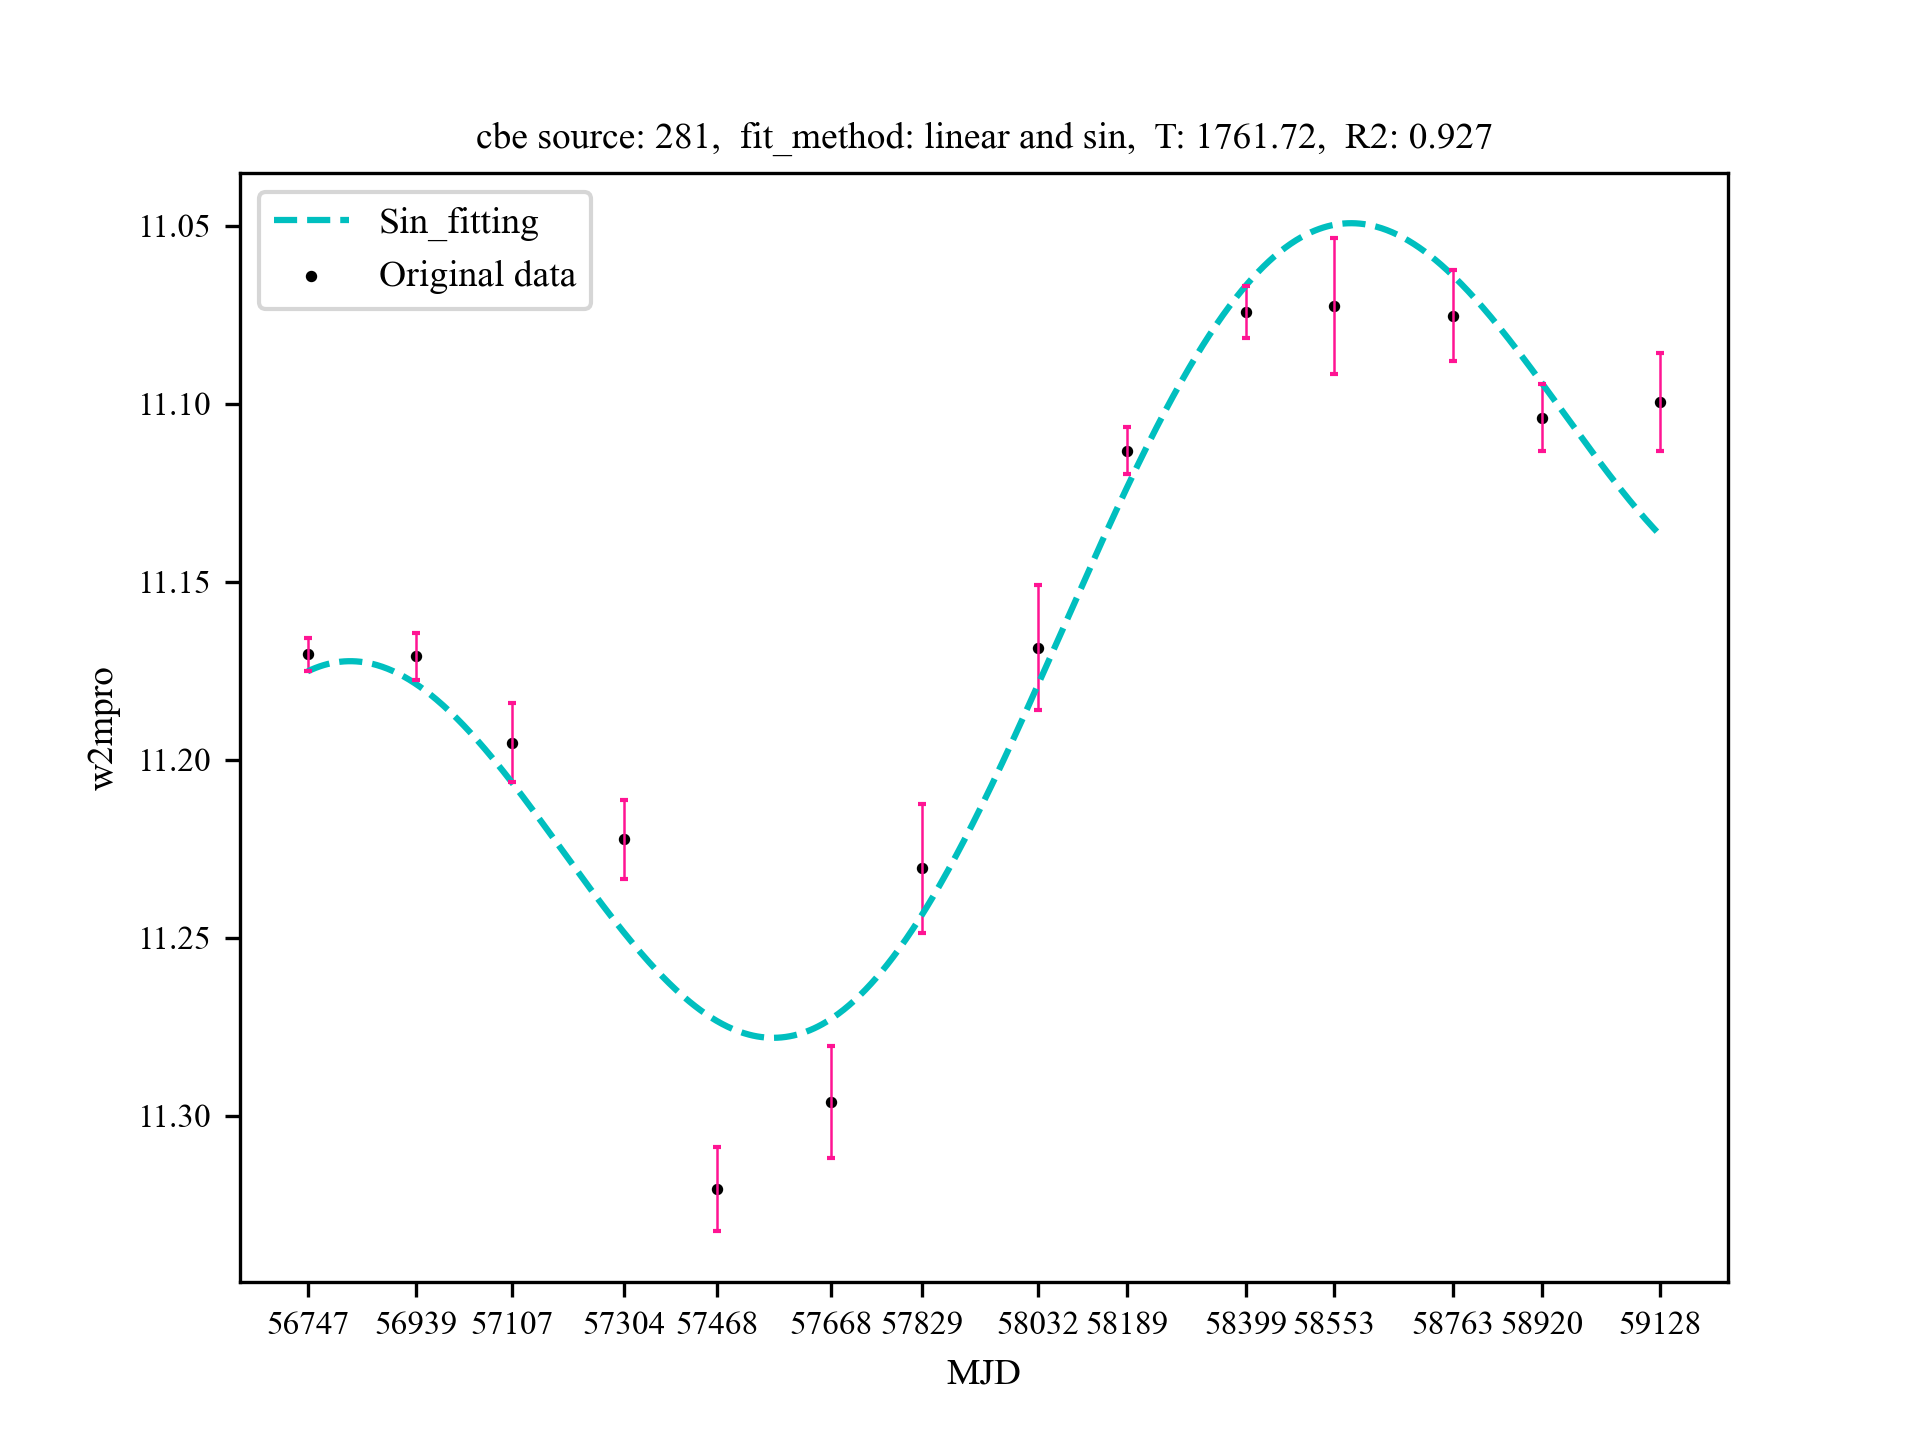 cbe source: 281,  fit_method: linear and sin,  T: 1761.72,  R2: 0.927
Sin_fitting
Original data
11.05
11.10
11.15
11.20
11.25
11.30
w2mpro
56747 56939 57107 57304 57468 57668 57829 58032 58189 58399 58553 58763 58920 59128
MJD